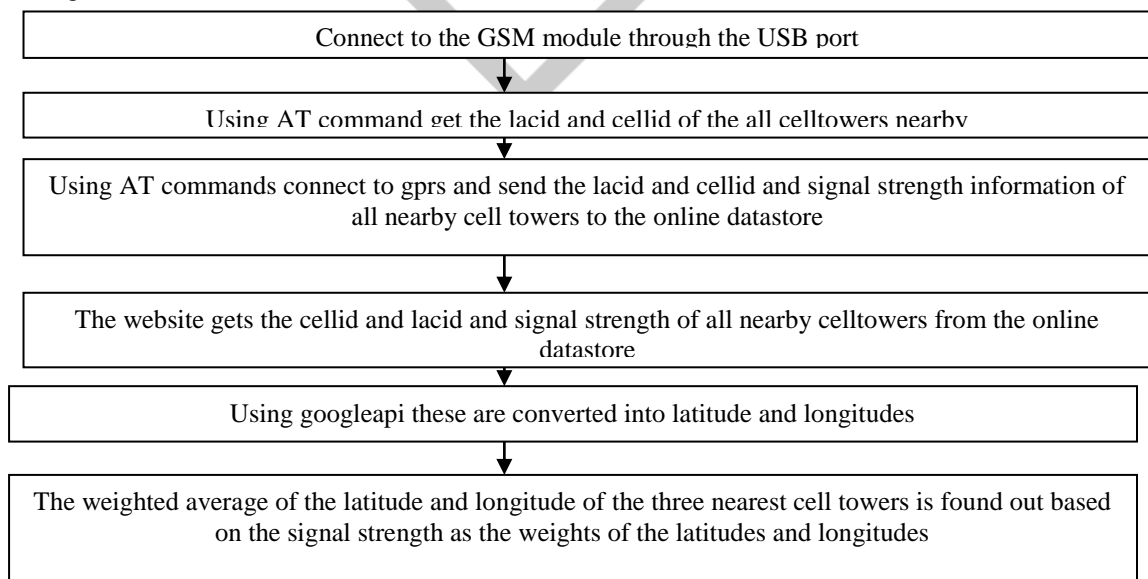 Connect to the GSM module through the USB port
Using AT command get the lacid and cellid of the all celltowers nearby
Using AT commands connect to gprs and send the lacid and cellid and signal strength information of
all nearby cell towers to the online datastore
The website gets the cellid and lacid and signal strength of all nearby celltowers from the online
datastore
Using googleapi these are converted into latitude and longitudes
The weighted average of the latitude and longitude of the three nearest cell towers is found out based
on the signal strength as the weights of the latitudes and longitudes